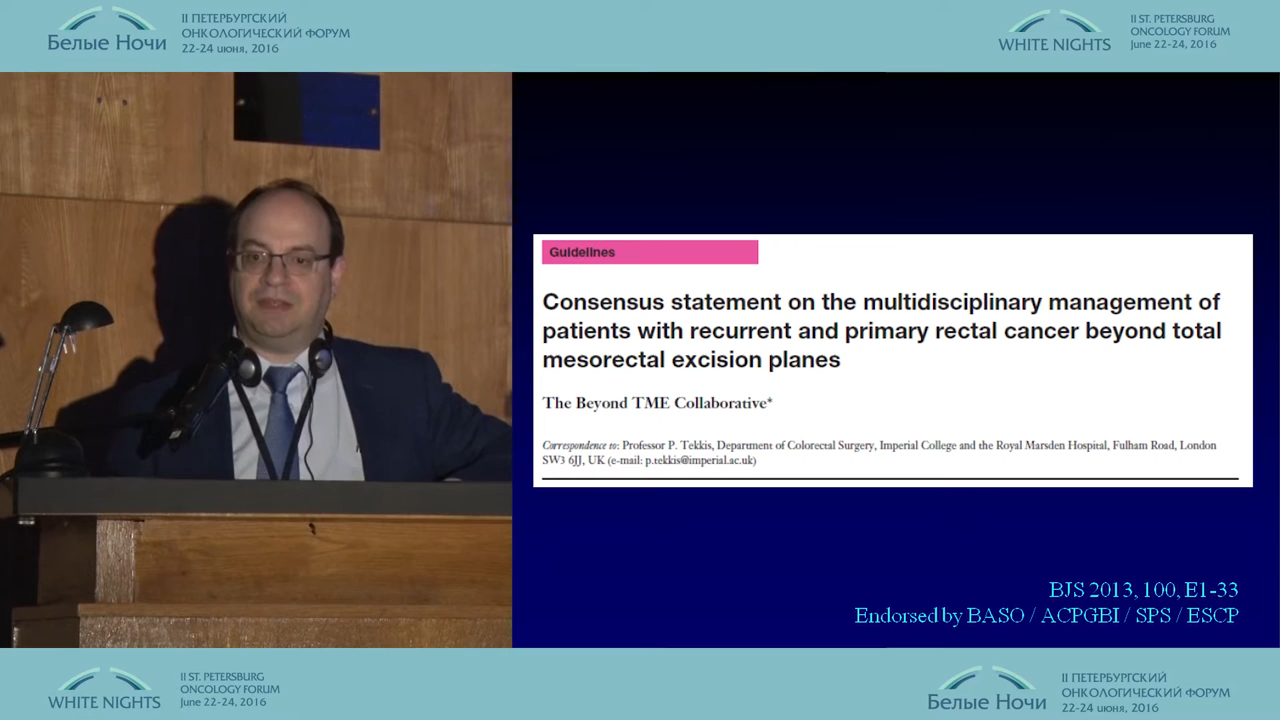 Белые Ночи
II ПЕТЕРБУРГСКИЙ
ОНКОЛОГИЧЕСКИЙ ФОРУМ
22-24 июня, 2016
WHITE NIGHTS
II ST. PETERSBURG
ONCOLOGY FORUM
June 22-24, 2016
Guidelines
Consensus statement on the multidisciplinary management of
patients with recurrent and primary rectal cancer beyond total
mesorectal excision planes
The Beyond TME Collaborative*
Correspondence to: Professor P. Tekkis, Department of Colorectal Surgery, Imperial College and the Royal Marsden Hospital, Fulham Road, London
SW3 6JJ, UK (e-mail: p.tekkis@imperial.ac.uk)
BJS 2013, 100, E1-33
Endorsed by BASO / ACPGBI / SPS / ESCP
WHITE NIGHTS
II ST. PETERSBURG
ONCOLOGY FORUM
June 22-24, 2016
Белые Ночи
II ПЕТЕРБУРГСКИЙ
ОНКОЛОГИЧЕСКИЙ ФОРУМ
22-24 июня, 2016